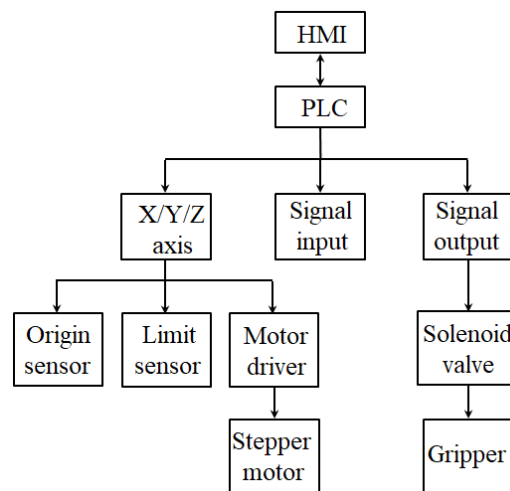 HMI
PLC
X/Y/Z
axis
Signal
input
Signal
output
Origin
sensor
Limit
sensor
Motor
driver
Solenoid
valve
Stepper
motor
Gripper